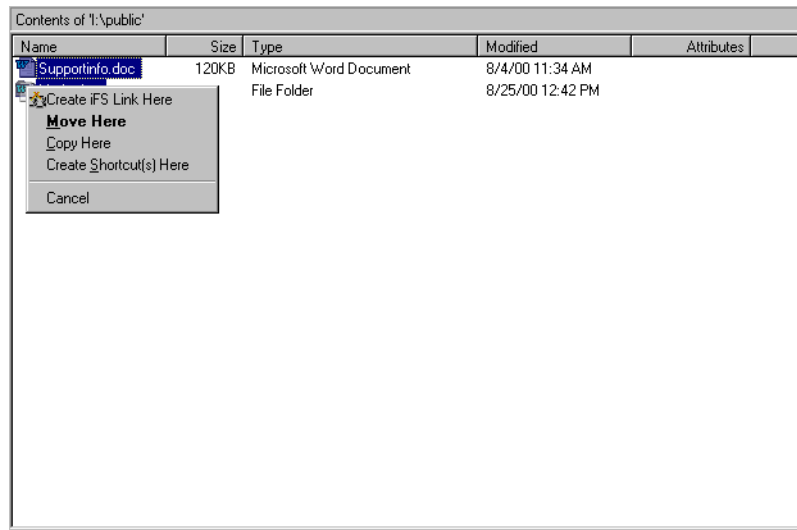 Contents of 'I:\public'
Name Size Type Modified Attributes
Supportinfo.doc 120KB Microsoft Word Document 8/4/00 11:34 AM
File Folder 8/25/00 12:42 PM
Create iFS Link Here
Move Here
Copy Here
Create Shortcut(s) Here
Cancel